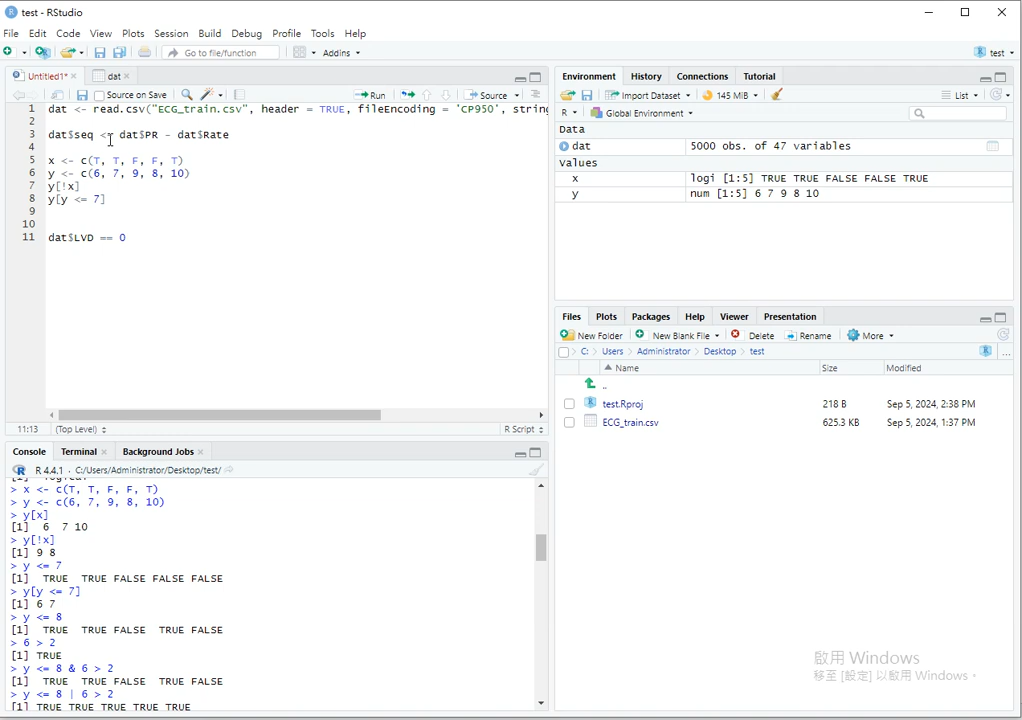 test - RStudio
File Edit Code View Plots Session Build Debug Profile Tools Help
Go to file/function Addins test
Untitled1* dat
Source on Save Run Source
1 dat <- read.csv("ECG_train.csv", header = TRUE, fileEncoding = 'CP950', string
2
3 dat$seq <- dat$PR - dat$Rate
4
5 x <- c(T, T, F, F, T)
6 y <- c(6, 7, 9, 8, 10)
7 y[!x]
8 y[y <= 7]
9
10
11 dat$LVD == 0
11:13 (Top Level) R Script
Console Terminal Background Jobs
R 4.4.1 · C:/Users/Administrator/Desktop/test/
> x <- c(T, T, F, F, T)
> y <- c(6, 7, 9, 8, 10)
> y[x]
[1] 6 7 10
> y[!x]
[1] 9 8
> y <= 7
[1] TRUE TRUE FALSE FALSE FALSE
> y[y <= 7]
[1] 6 7
> y <= 8
[1] TRUE TRUE FALSE TRUE FALSE
> 6 > 2
[1] TRUE
> y <= 8 & 6 > 2
[1] TRUE TRUE FALSE TRUE FALSE
> y <= 8 | 6 > 2
[1] TRUE TRUE TRUE TRUE TRUE
Environment History Connections Tutorial
Import Dataset 145 MiB List
R Global Environment
Data
dat 5000 obs. of 47 variables
values
x logi [1:5] TRUE TRUE FALSE FALSE TRUE
y num [1:5] 6 7 9 8 10
Files Plots Packages Help Viewer Presentation
New Folder New Blank File Delete Rename More
C: Users Administrator Desktop test ...
Name Size Modified
..
test.Rproj 218 B Sep 5, 2024, 2:38 PM
ECG_train.csv 625.3 KB Sep 5, 2024, 1:37 PM
啟用 Windows
移至 [設定] 以啟用 Windows。